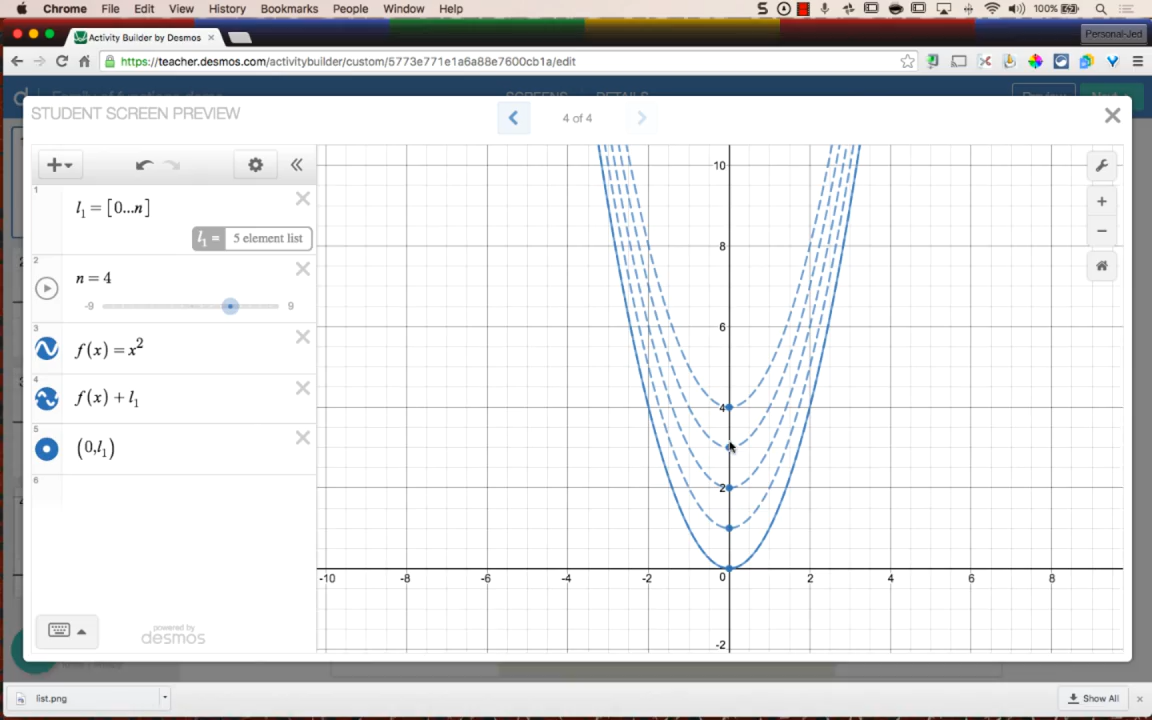 Chrome File Edit View History Bookmarks People Window Help 100%
Activity Builder by Desmos
Personal-Jed
https://teacher.desmos.com/activitybuilder/custom/5773e771e1a6a88e7600cb1a/edit
STUDENT SCREEN PREVIEW
4 of 4
1
l₁ = [0...n]
l₁ = 5 element list
2
n = 4
-9 9
3
f(x) = x²
4
f(x) + l₁
5
(0,l₁)
6
powered by
desmos
10
8
6
4
2
-10 -8 -6 -4 -2 0 2 4 6 8
-2
list.png
Show All